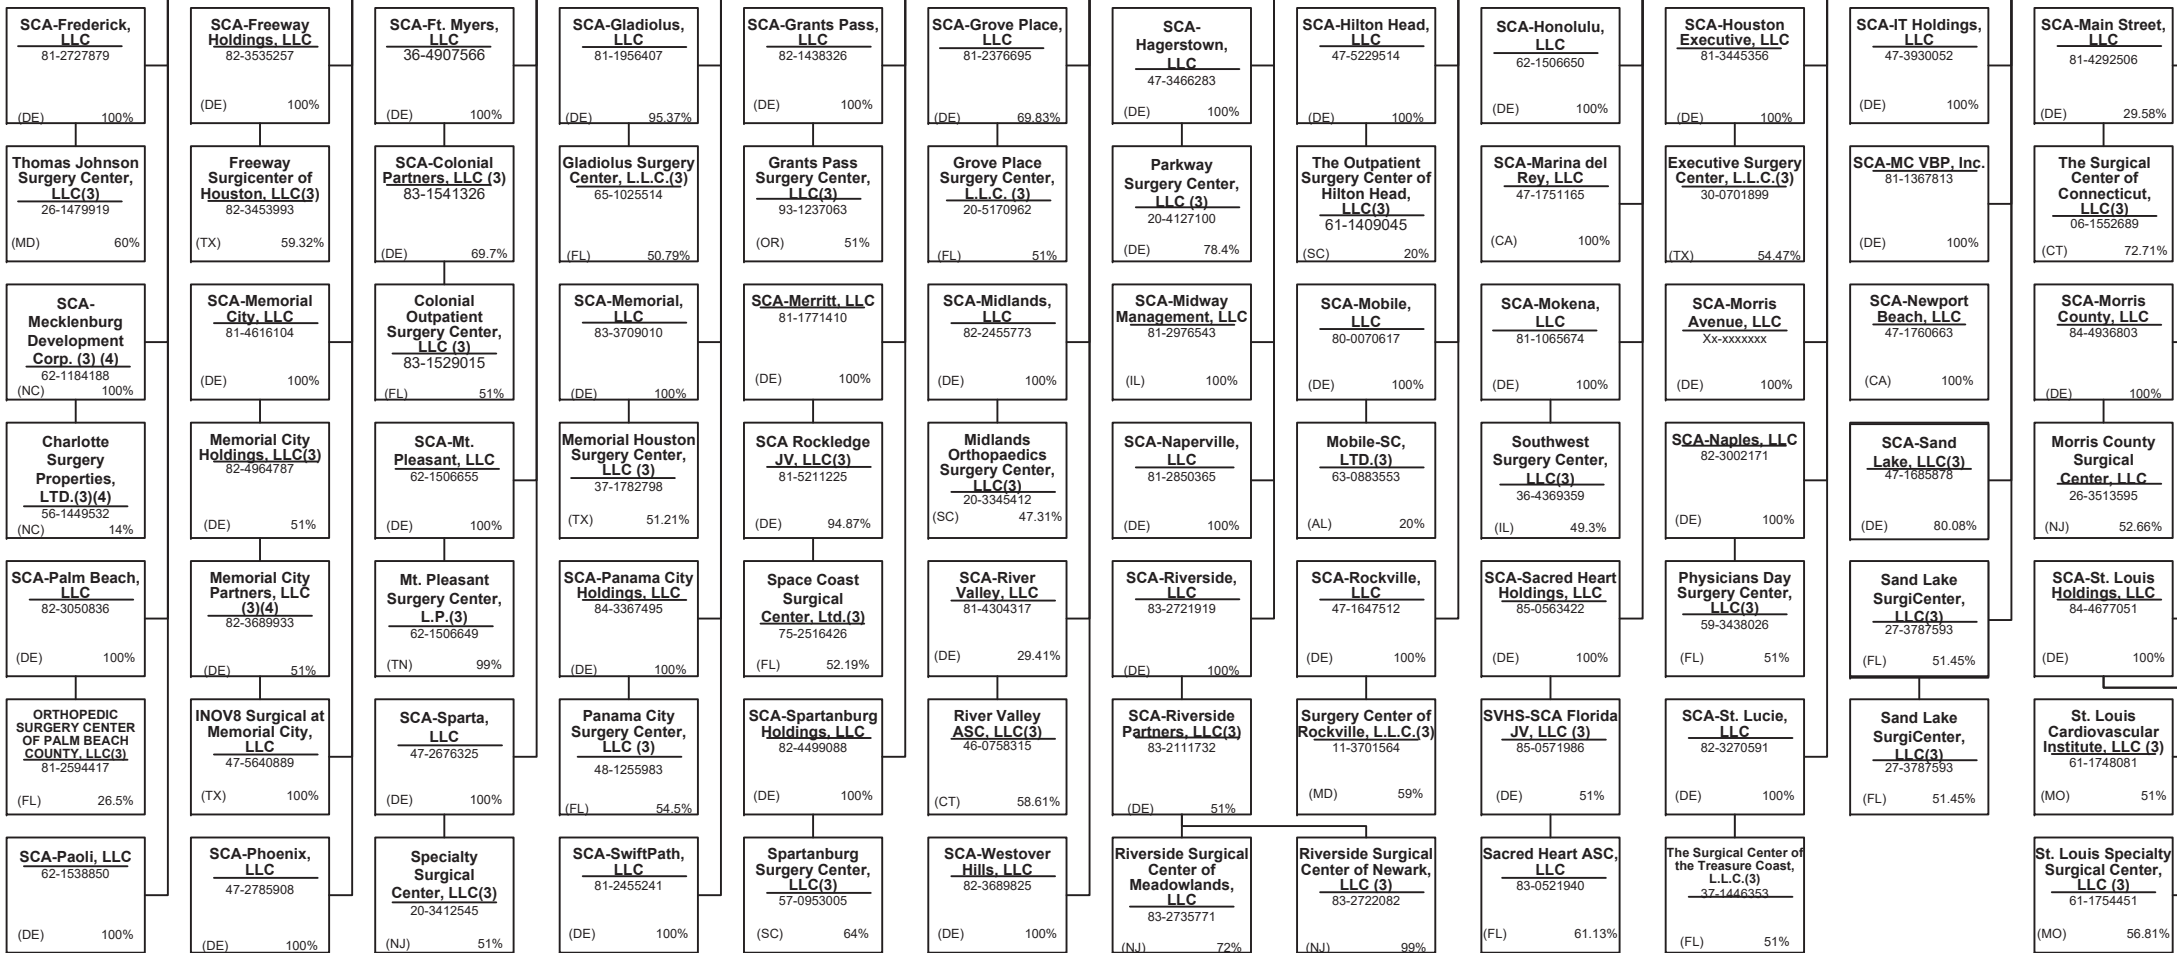 SCA-Frederick,
LLC
81-2727879
(DE) 100%
SCA-Freeway
Holdings, LLC
82-3535257
(DE) 100%
SCA-Ft. Myers,
LLC
36-4907566
(DE) 100%
SCA-Gladiolus,
LLC
81-1956407
(DE) 95.37%
SCA-Grants Pass,
LLC
82-1438326
(DE) 100%
SCA-Grove Place,
LLC
81-2376695
(DE) 69.83%
SCA-
Hagerstown,
LLC
47-3466283
(DE) 100%
SCA-Hilton Head,
LLC
47-5229514
(DE) 100%
SCA-Honolulu,
LLC
62-1506650
(DE) 100%
SCA-Houston
Executive, LLC
81-3445356
(DE) 100%
SCA-IT Holdings,
LLC
47-3930052
(DE) 100%
SCA-Main Street,
LLC
81-4292506
(DE) 29.58%
Thomas Johnson
Surgery Center,
LLC(3)
26-1479919
(MD) 60%
Freeway
Surgicenter of
Houston, LLC(3)
82-3453993
(TX) 59.32%
SCA-Colonial
Partners, LLC (3)
83-1541326
(DE) 69.7%
Gladiolus Surgery
Center, L.L.C.(3)
65-1025514
(FL) 50.79%
Grants Pass
Surgery Center,
LLC(3)
93-1237063
(OR) 51%
Grove Place
Surgery Center,
L.L.C. (3)
20-5170962
(FL) 51%
Parkway
Surgery Center,
LLC (3)
20-4127100
(DE) 78.4%
The Outpatient
Surgery Center of
Hilton Head,
LLC(3)
61-1409045
(SC) 20%
SCA-Marina del
Rey, LLC
47-1751165
(CA) 100%
Executive Surgery
Center, L.L.C.(3)
30-0701899
(TX) 54.47%
SCA-MC VBP, Inc.
81-1367813
(DE) 100%
The Surgical
Center of
Connecticut,
LLC(3)
06-1552689
(CT) 72.71%
SCA-
Mecklenburg
Development
Corp. (3) (4)
62-1184188
(NC) 100%
SCA-Memorial
City, LLC
81-4616104
(DE) 100%
Colonial
Outpatient
Surgery Center,
LLC (3)
83-1529015
(FL) 51%
SCA-Memorial,
LLC
83-3709010
(DE) 100%
SCA-Merritt, LLC
81-1771410
(DE) 100%
SCA-Midlands,
LLC
82-2455773
(DE) 100%
SCA-Midway
Management, LLC
81-2976543
(IL) 100%
SCA-Mobile,
LLC
80-0070617
(DE) 100%
SCA-Mokena,
LLC
81-1065674
(DE) 100%
SCA-Morris
Avenue, LLC
Xx-xxxxxxx
(DE) 100%
SCA-Newport
Beach, LLC
47-1760663
(CA) 100%
SCA-Morris
County, LLC
84-4936803
(DE) 100%
Charlotte
Surgery
Properties,
LTD.(3)(4)
56-1449532
(NC) 14%
Memorial City
Holdings, LLC(3)
82-4964787
(DE) 51%
SCA-Mt.
Pleasant, LLC
62-1506655
(DE) 100%
Memorial Houston
Surgery Center,
LLC (3)
37-1782798
(TX) 51.21%
SCA Rockledge
JV, LLC(3)
81-5211225
(DE) 94.87%
Midlands
Orthopaedics
Surgery Center,
LLC(3)
20-3345412
(SC) 47.31%
SCA-Naperville,
LLC
81-2850365
(DE) 100%
Mobile-SC,
LTD.(3)
63-0883553
(AL) 20%
Southwest
Surgery Center,
LLC(3)
36-4369359
(IL) 49.3%
SCA-Naples, LLC
82-3002171
(DE) 100%
SCA-Sand
Lake, LLC(3)
47-1685878
(DE) 80.08%
Morris County
Surgical
Center, LLC
26-3513595
(NJ) 52.66%
SCA-Palm Beach,
LLC
82-3050836
(DE) 100%
Memorial City
Partners, LLC
(3)(4)
82-3689933
(DE) 51%
Mt. Pleasant
Surgery Center,
L.P.(3)
62-1506649
(TN) 99%
SCA-Panama City
Holdings, LLC
84-3367495
(DE) 100%
Space Coast
Surgical
Center, Ltd.(3)
75-2516426
(FL) 52.19%
SCA-River
Valley, LLC
81-4304317
(DE) 29.41%
SCA-Riverside,
LLC
83-2721919
(DE) 100%
SCA-Rockville,
LLC
47-1647512
(DE) 100%
SCA-Sacred Heart
Holdings, LLC
85-0563422
(DE) 100%
Physicians Day
Surgery Center,
LLC(3)
59-3438026
(FL) 51%
Sand Lake
SurgiCenter,
LLC(3)
27-3787593
(FL) 51.45%
SCA-St. Louis
Holdings, LLC
84-4677051
(DE) 100%
ORTHOPEDIC
SURGERY CENTER
OF PALM BEACH
COUNTY, LLC(3)
81-2594417
(FL) 26.5%
INOV8 Surgical at
Memorial City,
LLC
47-5640889
(TX) 100%
SCA-Sparta,
LLC
47-2676325
(DE) 100%
Panama City
Surgery Center,
LLC (3)
48-1255983
(FL) 54.5%
SCA-Spartanburg
Holdings, LLC
82-4499088
(DE) 100%
River Valley
ASC, LLC(3)
46-0758315
(CT) 58.61%
SCA-Riverside
Partners, LLC(3)
83-2111732
(DE) 51%
Surgery Center of
Rockville, L.L.C.(3)
11-3701564
(MD) 59%
SVHS-SCA Florida
JV, LLC (3)
85-0571986
(DE) 51%
SCA-St. Lucie,
LLC
82-3270591
(DE) 100%
Sand Lake
SurgiCenter,
LLC(3)
27-3787593
(FL) 51.45%
St. Louis
Cardiovascular
Institute, LLC (3)
61-1748081
(MO) 51%
SCA-Paoli, LLC
62-1538850
(DE) 100%
SCA-Phoenix,
LLC
47-2785908
(DE) 100%
Specialty
Surgical
Center, LLC(3)
20-3412545
(NJ) 51%
SCA-SwiftPath,
LLC
81-2455241
(DE) 100%
Spartanburg
Surgery Center,
LLC(3)
57-0953005
(SC) 64%
SCA-Westover
Hills, LLC
82-3689825
(DE) 100%
Riverside Surgical
Center of
Meadowlands,
LLC
83-2735771
(NJ) 72%
Riverside Surgical
Center of Newark,
LLC (3)
83-2722082
(NJ) 99%
Sacred Heart ASC,
LLC
83-0521940
(FL) 61.13%
The Surgical Center of
the Treasure Coast,
L.L.C.(3)
37-1446353
(FL) 51%
St. Louis Specialty
Surgical Center,
LLC (3)
61-1754451
(MO) 56.81%